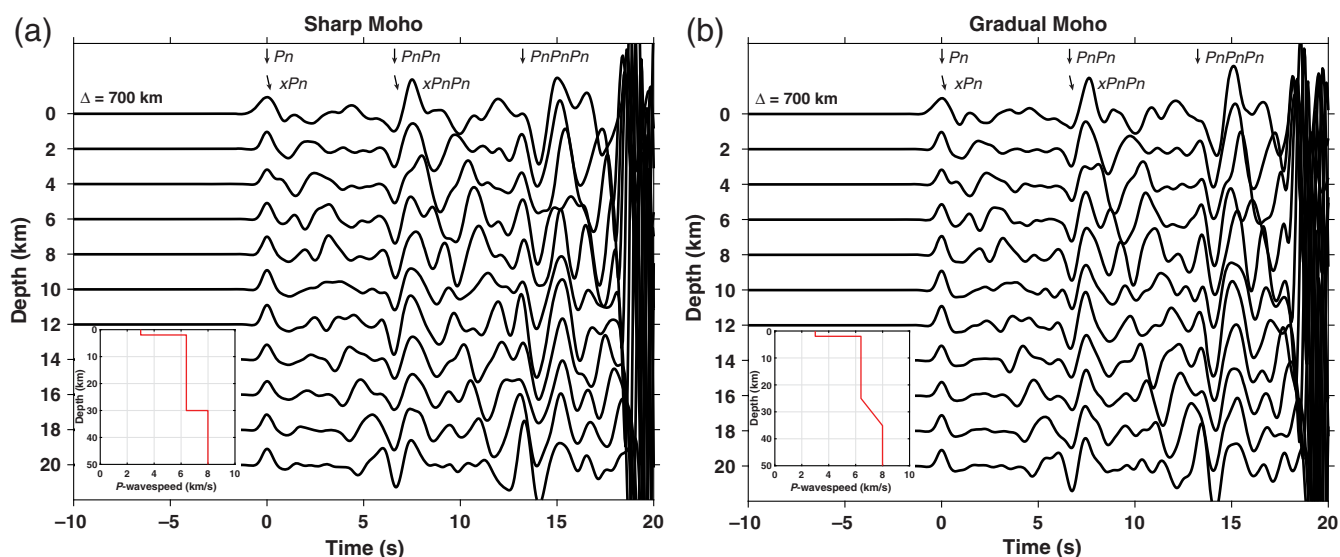 (a)
Sharp Moho
Pn
PnPn
PnPnPn
xPn
xPnPn
Δ = 700 km
0
2
4
6
8
10
12
14
16
18
20
Depth (km)
0
10
20
30
40
50
Depth (km)
0 2 4 6 8 10
P-wavespeed (km/s)
−10 −5 0 5 10 15 20
Time (s)
(b)
Gradual Moho
Pn
PnPn
PnPnPn
xPn
xPnPn
Δ = 700 km
0
2
4
6
8
10
12
14
16
18
20
Depth (km)
0
10
20
30
40
50
Depth (km)
0 2 4 6 8 10
P-wavespeed (km/s)
−10 −5 0 5 10 15 20
Time (s)